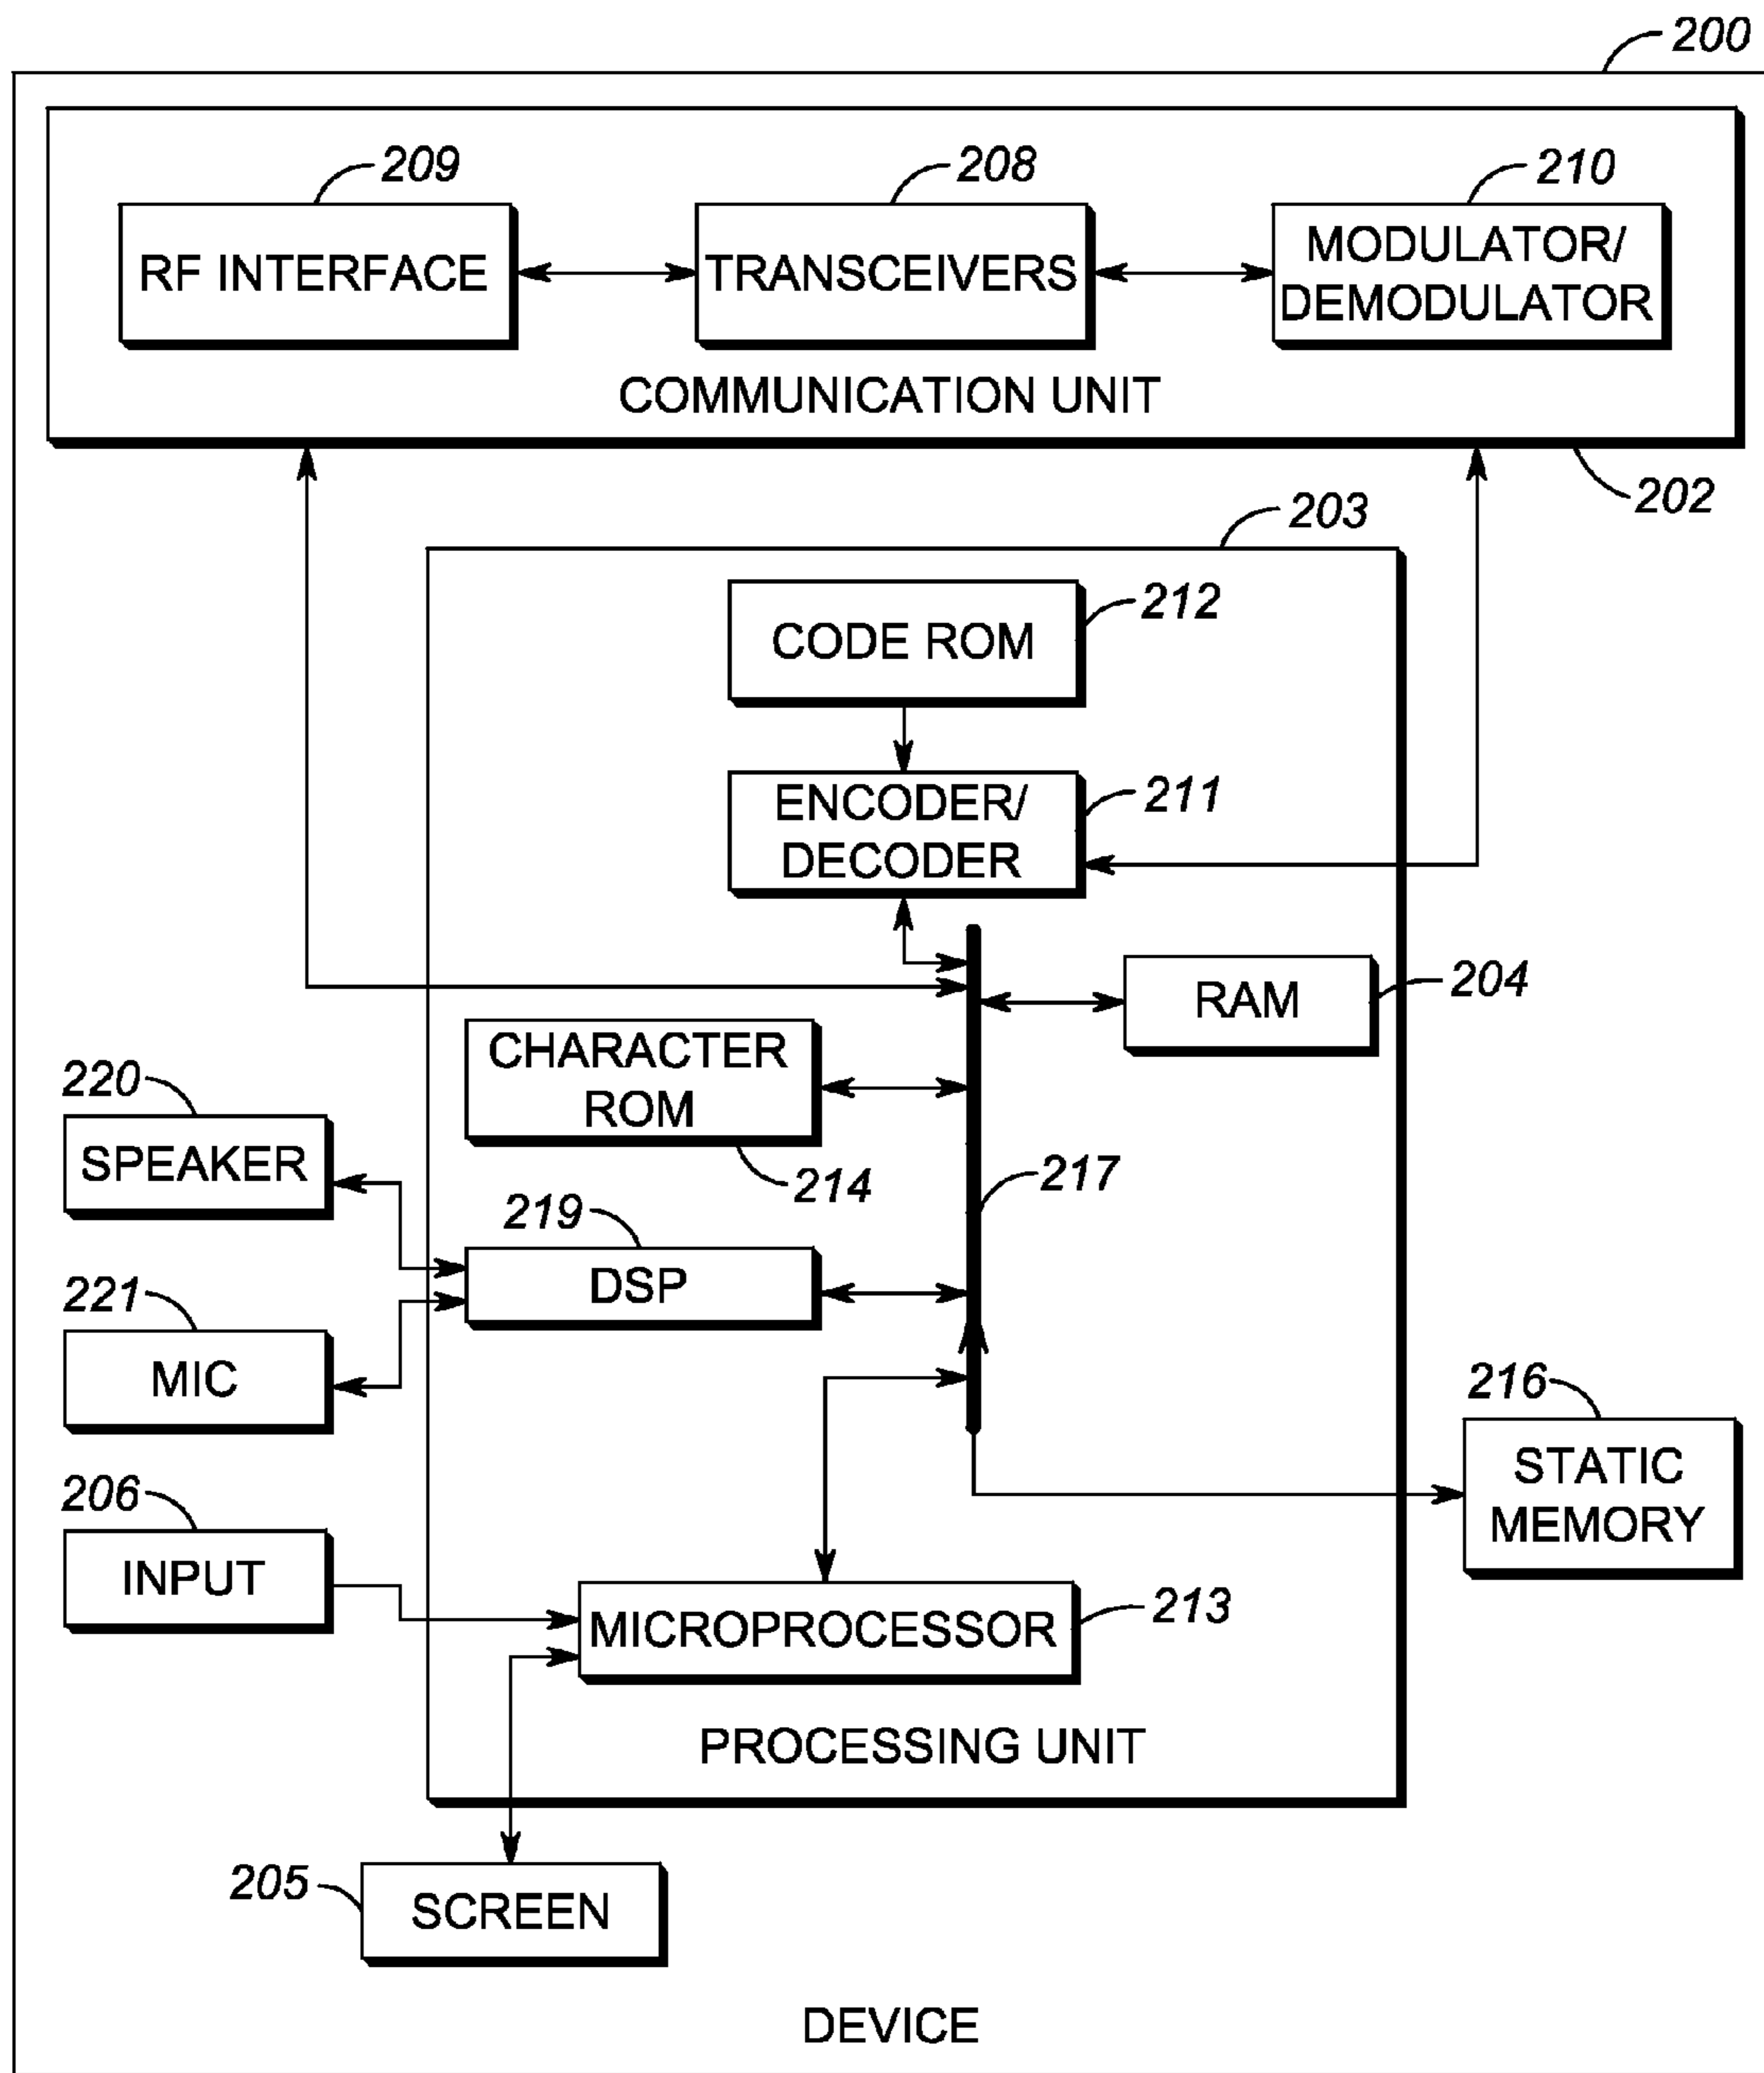 200
209
208
210
RF INTERFACE
TRANSCEIVERS
MODULATOR/
DEMODULATOR
COMMUNICATION UNIT
202
203
212
CODE ROM
211
ENCODER/
DECODER
204
RAM
CHARACTER
ROM
214
220
SPEAKER
217
219
DSP
221
MIC
216
STATIC
MEMORY
206
INPUT
213
MICROPROCESSOR
PROCESSING UNIT
205
SCREEN
DEVICE